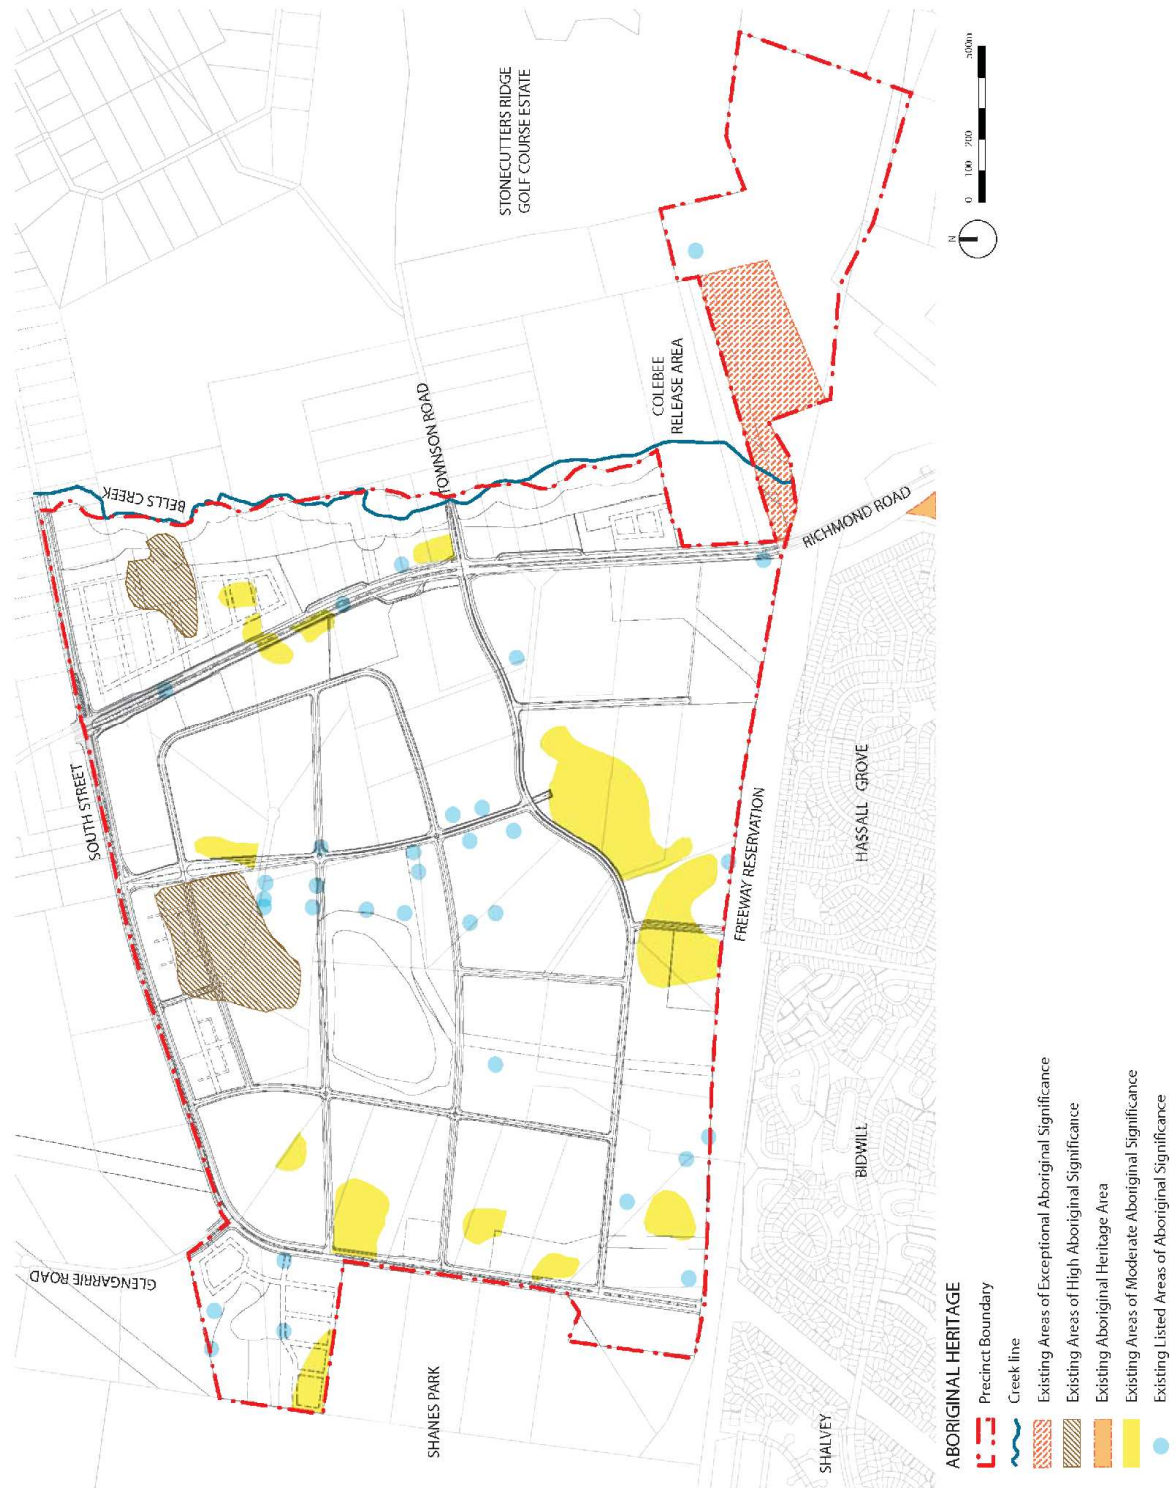 STONECUTTERS RIDGE
GOLF COURSE ESTATE
BELLS CREEK
TOWNSON ROAD
COLEBEE
RELEASE AREA
RICHMOND ROAD
SOUTH STREET
HASSALL GROVE
FREEWAY RESERVATION
BIDWILL
GLENGARRIE ROAD
SHANES PARK
SHALVEY
N
0 100 200 500m
ABORIGINAL HERITAGE
Precinct Boundary
Creek line
Existing Areas of Exceptional Aboriginal Significance
Existing Areas of High Aboriginal Significance
Existing Aboriginal Heritage Area
Existing Areas of Moderate Aboriginal Significance
Existing Listed Areas of Aboriginal Significance